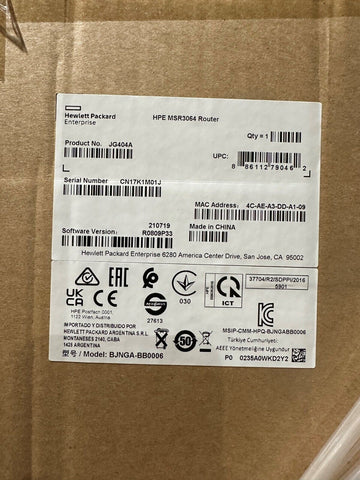 Hewlett Packard
Enterprise
HPE MSR3064 Router
Qty = 1
Product No. JG404A
UPC:
8 86112 79046 2
Serial Number CN17K1M01J
MAC Address: 4C-AE-A3-DD-A1-09
210719
Made in CHINA
Software Version: R0809P33
Hewlett Packard Enterprise 6280 America Center Drive, San Jose, CA 95002
UK
CA
EAC
030
ICT
37704/R2/SDPPI/2016
5901
HPE Postfach 0001,
1122 Wien, Austria
27613
IMPORTADO Y DISTRIBUIDO POR
HEWLETT PACKARD ARGENTINA S.R.L.
MONTANESES 2140, CABA
1428 ARGENTINA
MSIP-CMM-HPQ-BJNGABB0006
Türkiye Cumhuriyeti:
AEEE Yönetmeliğine Uygundur
型号/ Model: BJNGA-BB0006
P0 0235A0WKD2Y2